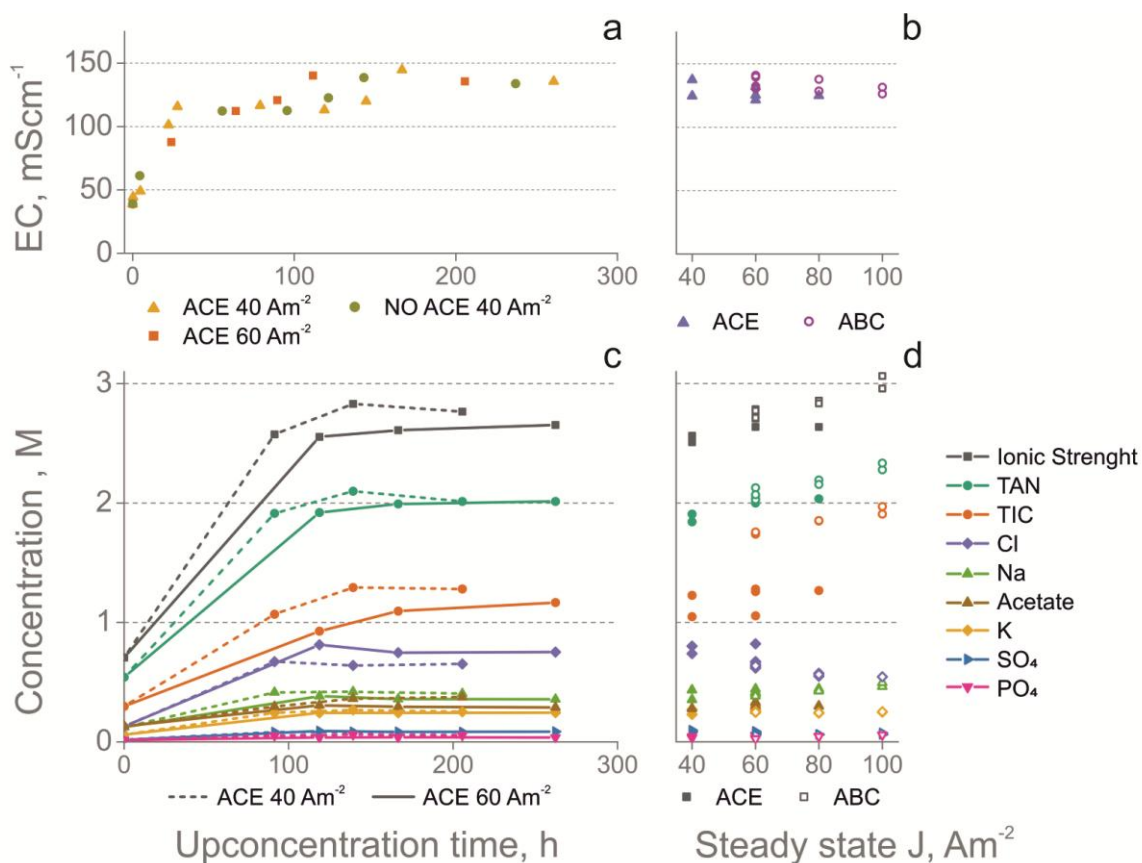 a
b
EC, mScm⁻¹
150
100
50
0
0 100 200 300
40 60 80 100
ACE 40 Am⁻²
NO ACE 40 Am⁻²
ACE 60 Am⁻²
ACE
ABC
c
d
Concentration , M
3
2
1
0
0 100 200 300
40 60 80 100
Ionic Strenght
TAN
TIC
Cl
Na
Acetate
K
SO₄
PO₄
ACE 40 Am⁻²
ACE 60 Am⁻²
ACE
ABC
Upconcentration time, h
Steady state J, Am⁻²